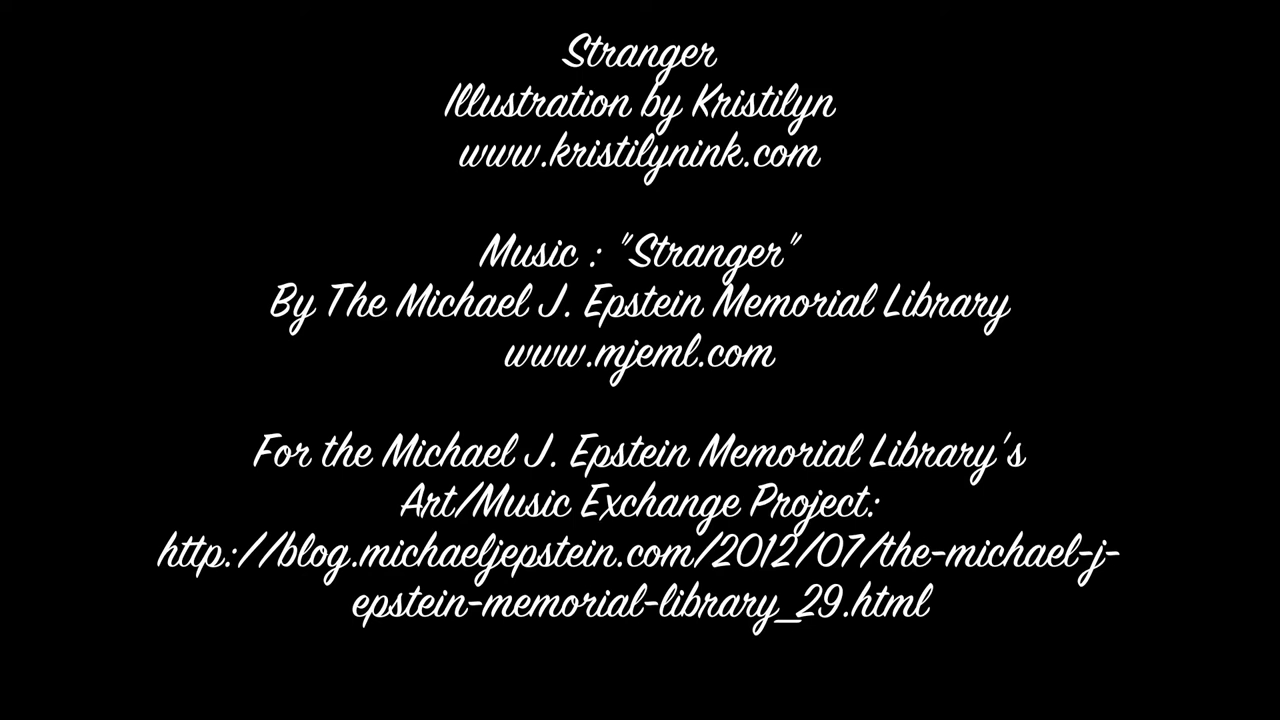 Stranger
Illustration by Kristilyn
www.kristilynink.com
Music : "Stranger"
By The Michael J. Epstein Memorial Library
www.mjeml.com
For the Michael J. Epstein Memorial Library's
Art/Music Exchange Project:
http://blog.michaeljepstein.com/2012/07/the-michael-j-
epstein-memorial-library_29.html